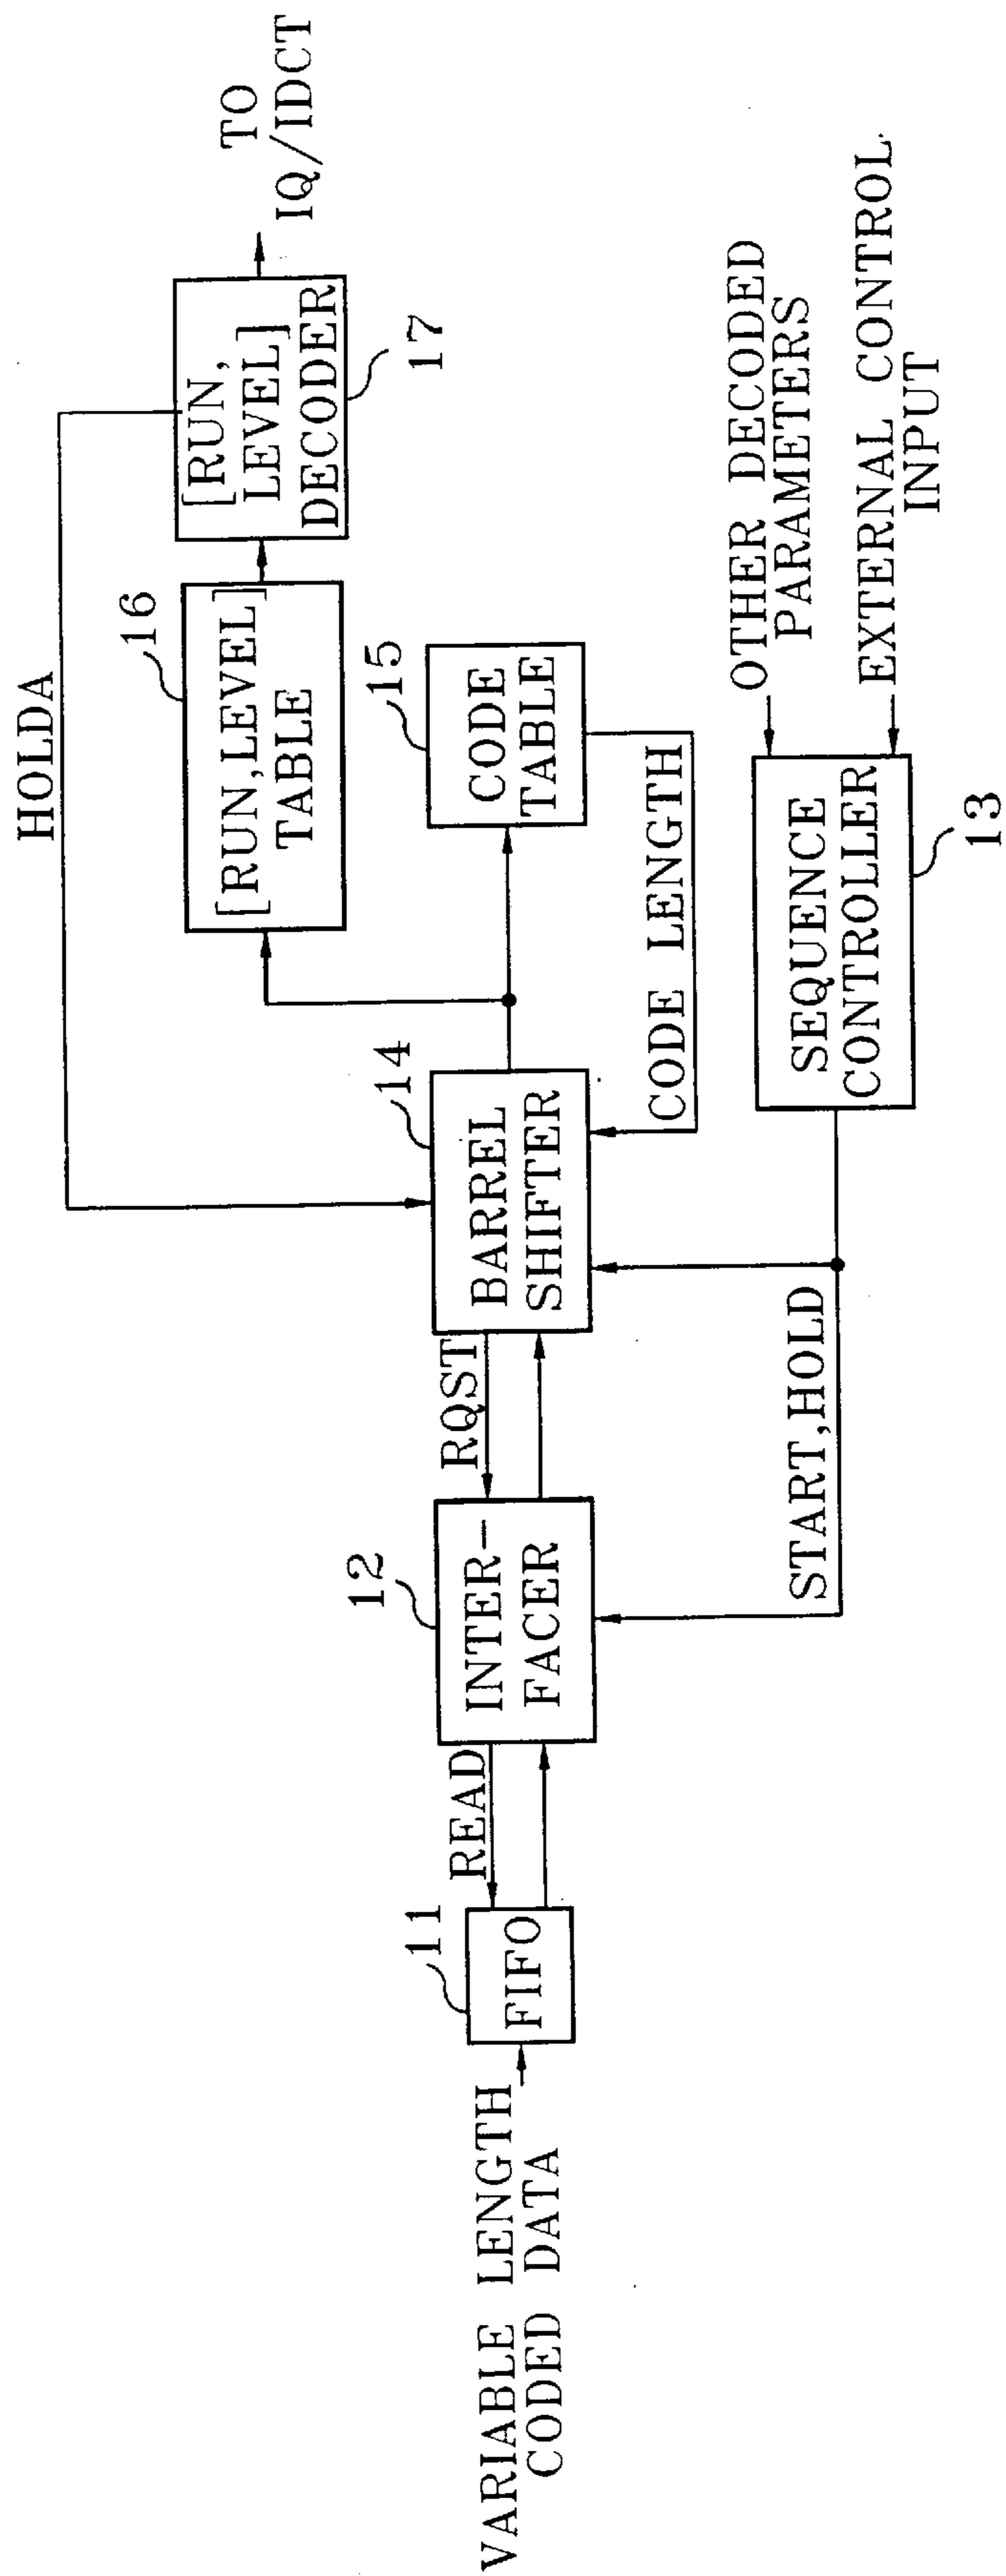 HOLDA
16
[RUN,LEVEL]
TABLE
[RUN,
LEVEL]
DECODER
17
TO
IQ/IDCT
VARIABLE LENGTH
CODED DATA
11
FIFO
READ
12
INTER-
FACER
RQST
14
BARREL
SHIFTER
15
CODE
TABLE
CODE LENGTH
START,HOLD
SEQUENCE
CONTROLLER
13
OTHER DECODED
PARAMETERS
EXTERNAL CONTROL
INPUT